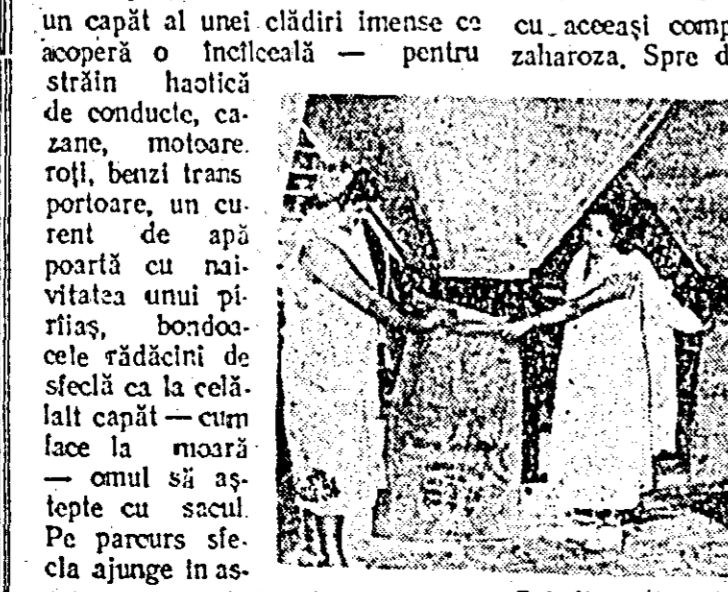 un capăt al unei clădiri imense ce
acoperă o încîlceală — pentru
străin haotică
de conducte, ca-
zane, motoare.
roți, benzi trans
portoare, un cu-
rent de apă
poartă cu nai-
vitatea unui pî-
rîiaș, bondoa-
cele rădăcini de
sfeclă ca la celă-
lalt capăt — cum
face la moară
— omul să aș-
tepte cu sacul.
Pe parcurs sfe-
cla ajunge in as-
cu aceeași comp
zaharoza. Spre d